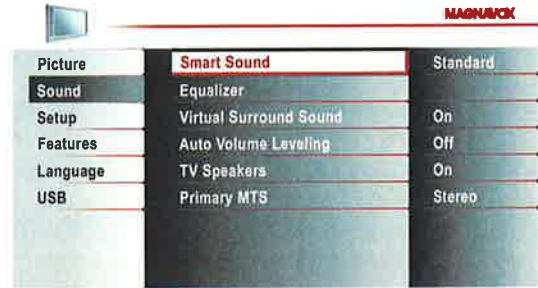 MAGNAVOX
Picture
Sound
Setup
Features
Language
USB
Smart Sound
Equalizer
Virtual Surround Sound
Auto Volume Leveling
TV Speakers
Primary MTS
Standard
On
Off
On
Stereo